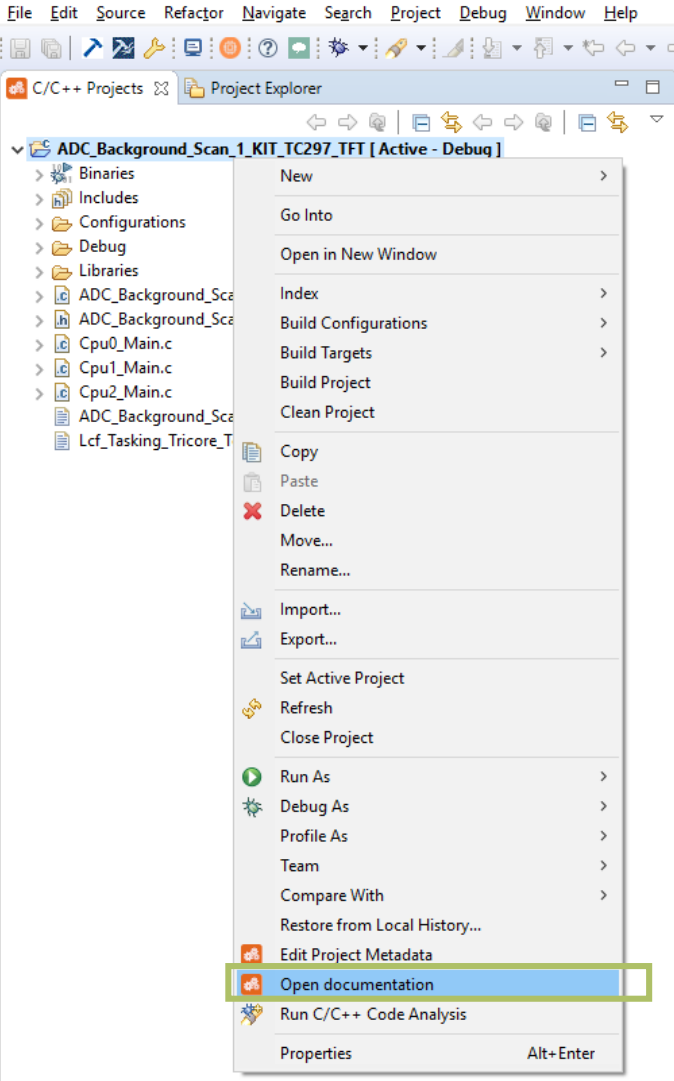 File Edit Source Refactor Navigate Search Project Debug Window Help
C/C++ Projects Project Explorer
ADC_Background_Scan_1_KIT_TC297_TFT [ Active - Debug ]
Binaries
Includes
Configurations
Debug
Libraries
ADC_Background_Sca
ADC_Background_Sca
Cpu0_Main.c
Cpu1_Main.c
Cpu2_Main.c
ADC_Background_Sca
Lcf_Tasking_Tricore_T
New
Go Into
Open in New Window
Index
Build Configurations
Build Targets
Build Project
Clean Project
Copy
Paste
Delete
Move...
Rename...
Import...
Export...
Set Active Project
Refresh
Close Project
Run As
Debug As
Profile As
Team
Compare With
Restore from Local History...
Edit Project Metadata
Open documentation
Run C/C++ Code Analysis
Properties Alt+Enter